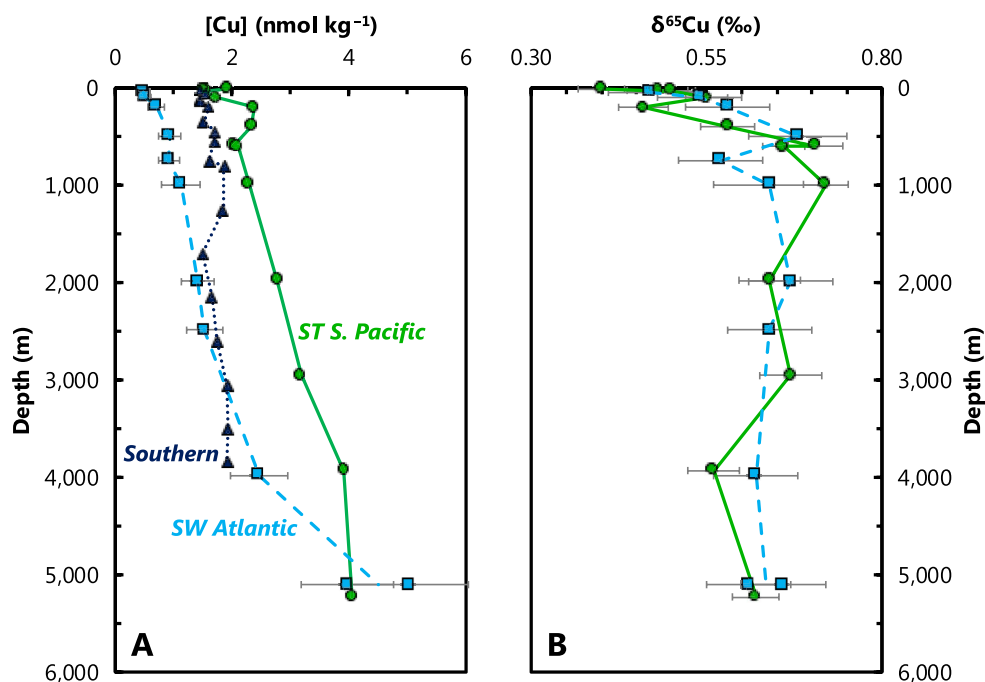 [Cu] (nmol kg⁻¹)
0 2 4 6
0
1,000
2,000
3,000
4,000
5,000
6,000
Depth (m)
ST S. Pacific
Southern
SW Atlantic
A
δ⁶⁵Cu (‰)
0.30 0.55 0.80
0
1,000
2,000
3,000
4,000
5,000
6,000
Depth (m)
B